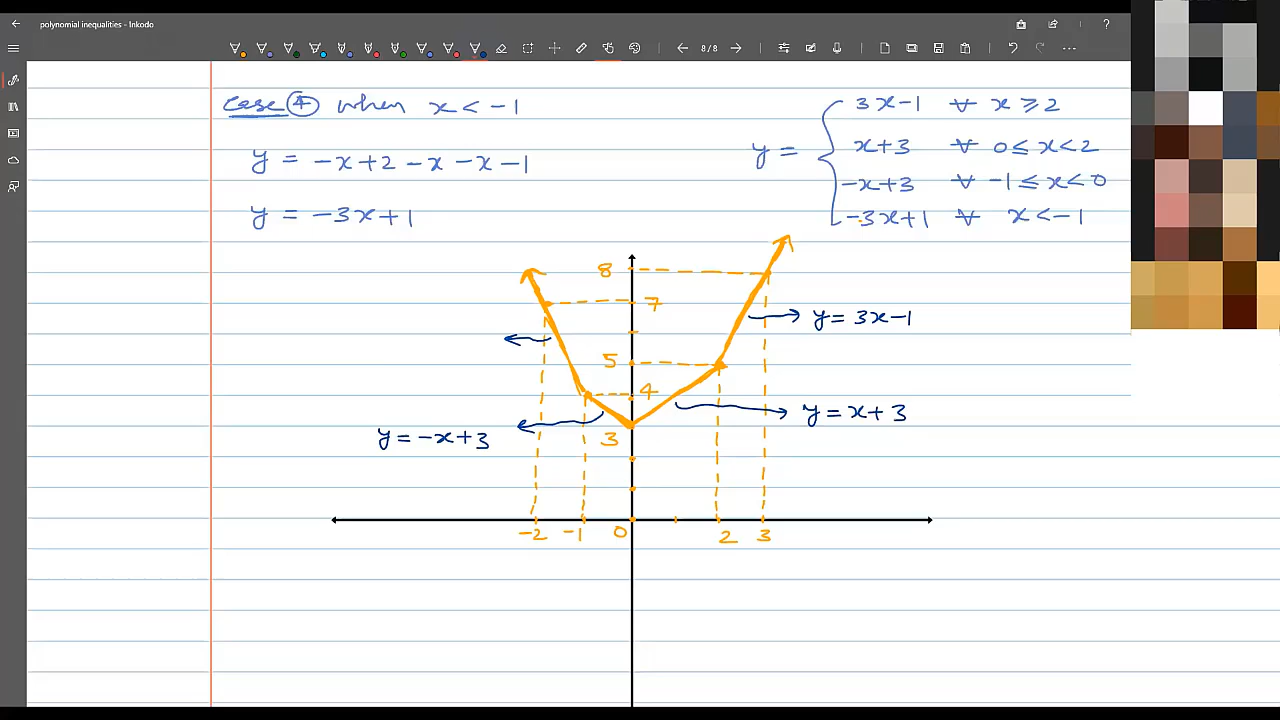 polynomial inequalities - Inkodo
8/8
?
Case ④ when x < -1
y = -x+2 -x -x -1
y = -3x+1
y = { 3x-1 ∀ x ≥ 2
x+3 ∀ 0 ≤ x < 2
-x+3 ∀ -1 ≤ x < 0
-3x+1 ∀ x < -1
8
7
y = 3x-1
5
4
y = x+3
y = -x+3
3
-2 -1 0 2 3